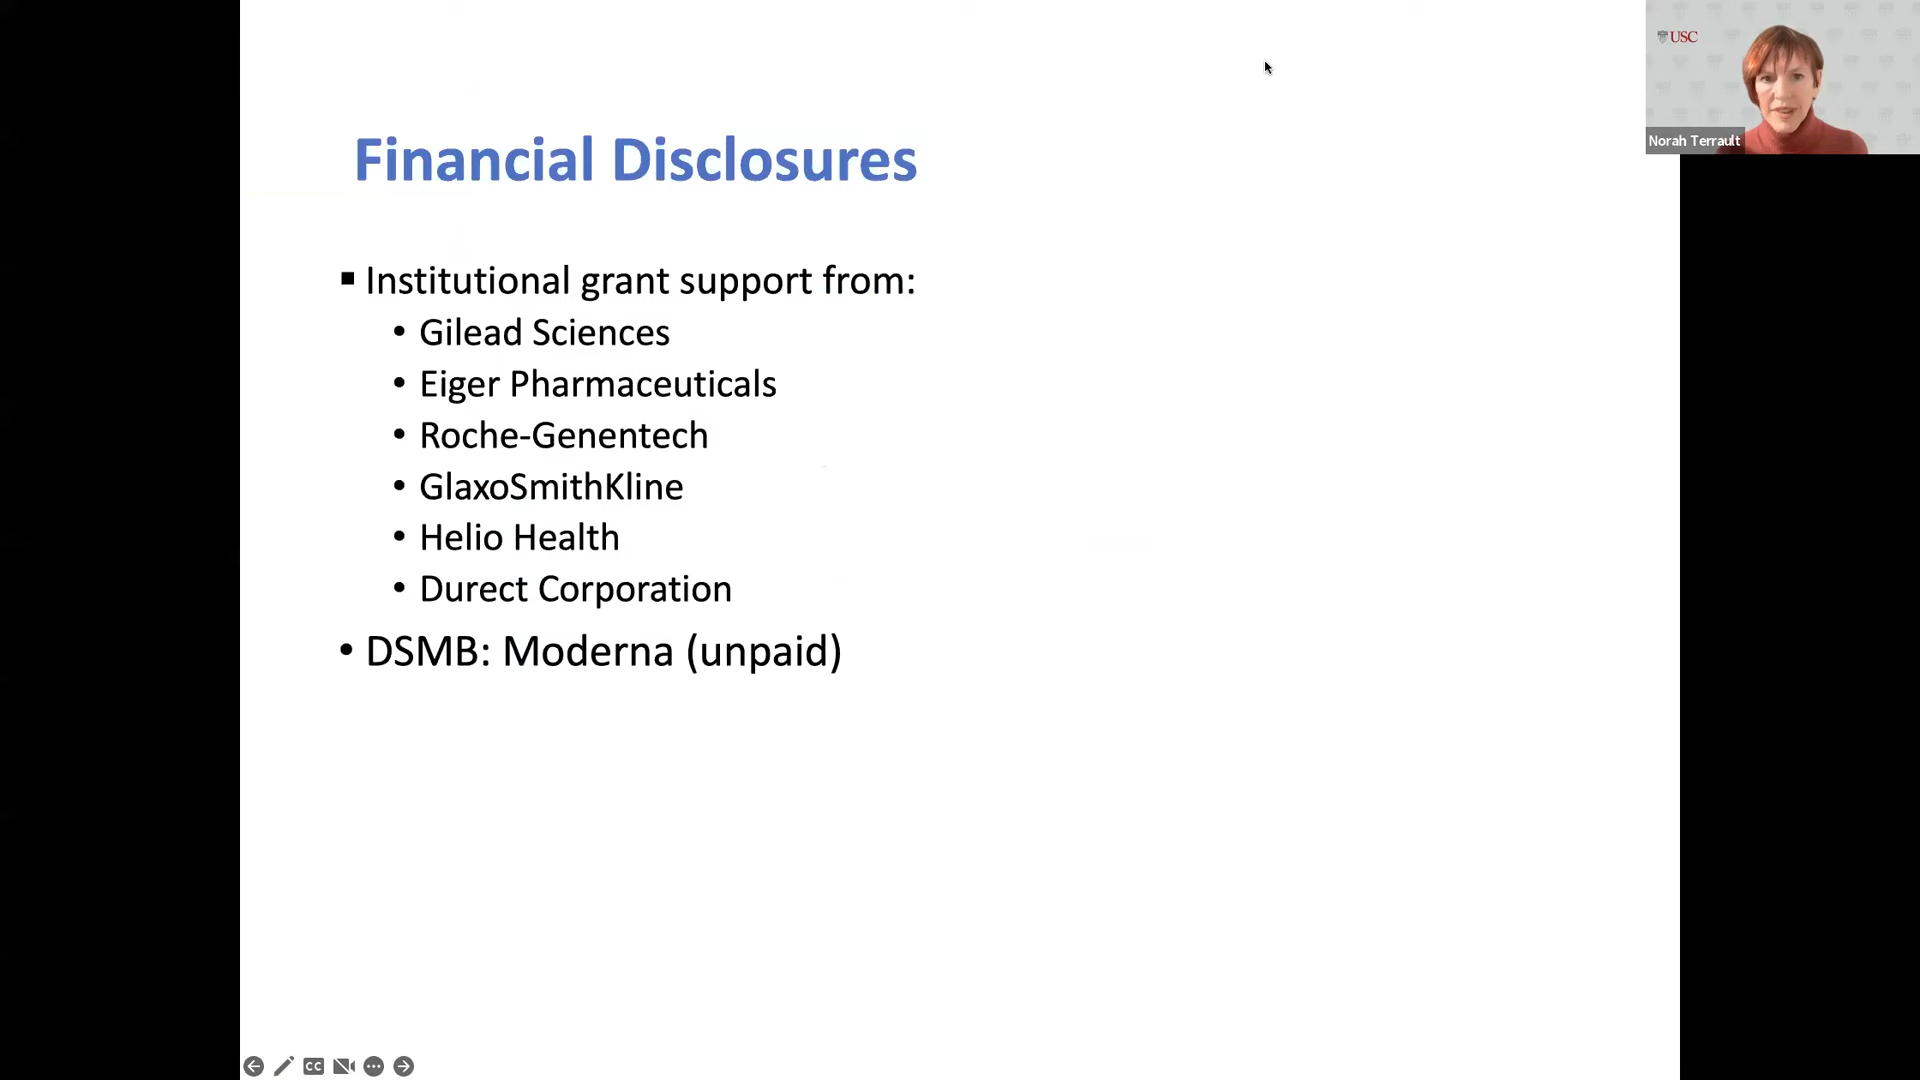 USC
Norah Terrault
Financial Disclosures
Institutional grant support from:
Gilead Sciences
Eiger Pharmaceuticals
Roche-Genentech
GlaxoSmithKline
Helio Health
Durect Corporation
DSMB: Moderna (unpaid)
CC